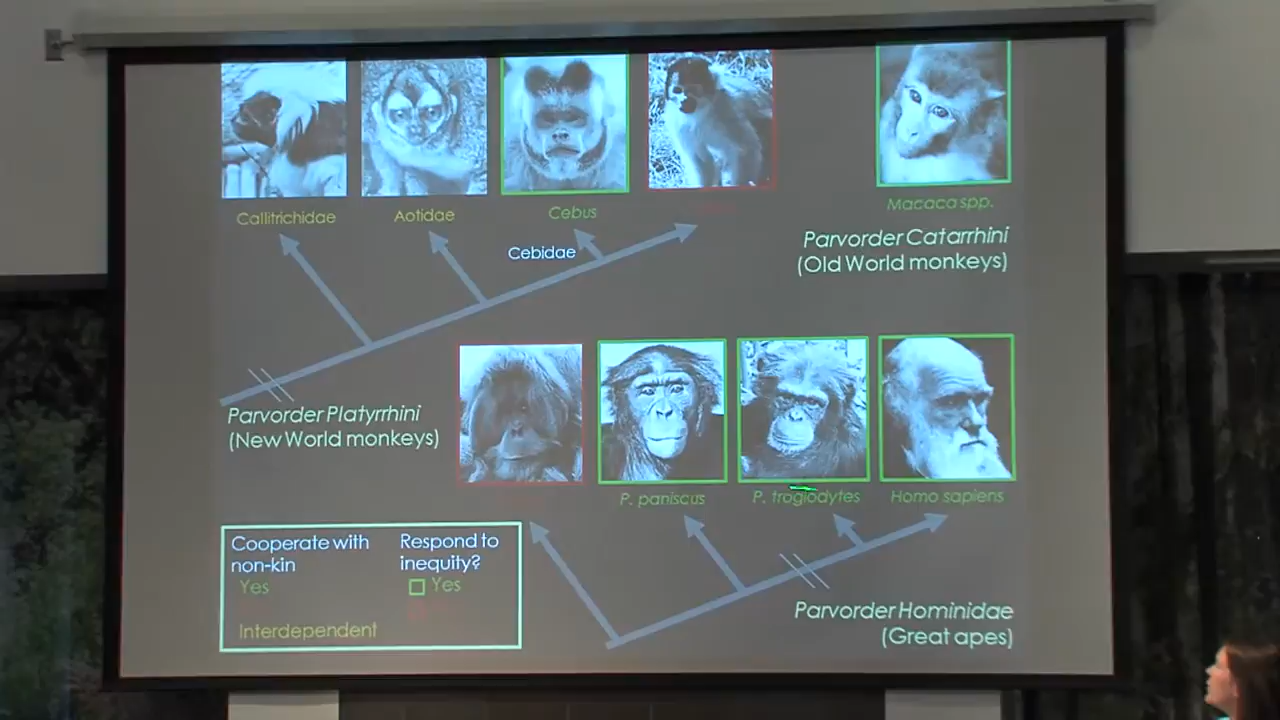 Callitrichidae
Aotidae
Cebus
Macaca spp.
Cebidae
Parvorder Catarrhini
(Old World monkeys)
Parvorder Platyrrhini
(New World monkeys)
P. paniscus
P. troglodytes
Homo sapiens
Cooperate with
non-kin
Yes
Interdependent
Respond to
inequity?
Yes
Parvorder Hominidae
(Great apes)